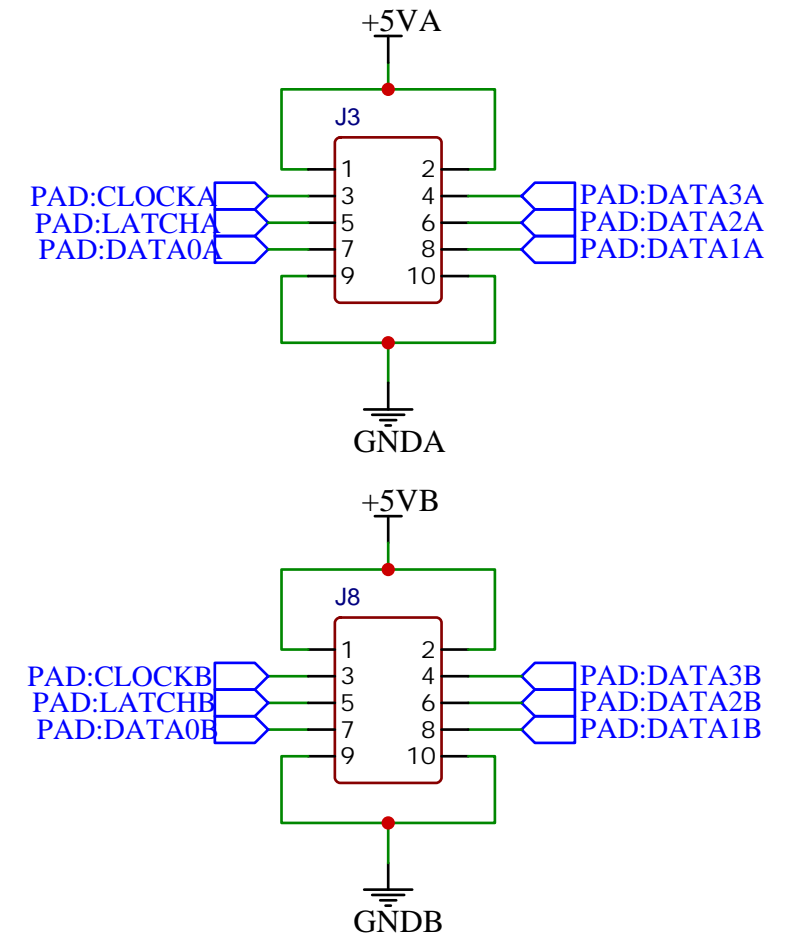 +5VA
J3
1 2
PAD:CLOCKA 3 4 PAD:DATA3A
PAD:LATCHA 5 6 PAD:DATA2A
PAD:DATA0A 7 8 PAD:DATA1A
9 10
GNDA
+5VB
J8
1 2
PAD:CLOCKB 3 4 PAD:DATA3B
PAD:LATCHB 5 6 PAD:DATA2B
PAD:DATA0B 7 8 PAD:DATA1B
9 10
GNDB